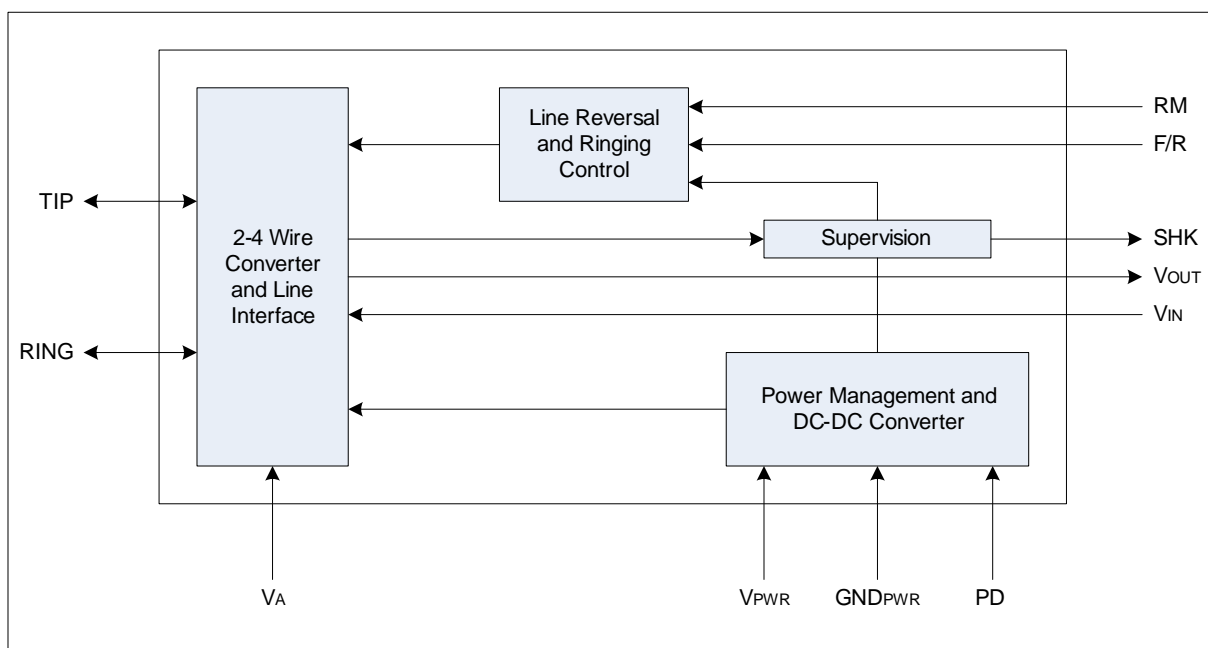 Line Reversal
and Ringing
Control
RM
F/R
TIP
2-4 Wire
Converter
and Line
Interface
Supervision
SHK
VOUT
VIN
RING
Power Management and
DC-DC Converter
VA
VPWR
GNDPWR
PD